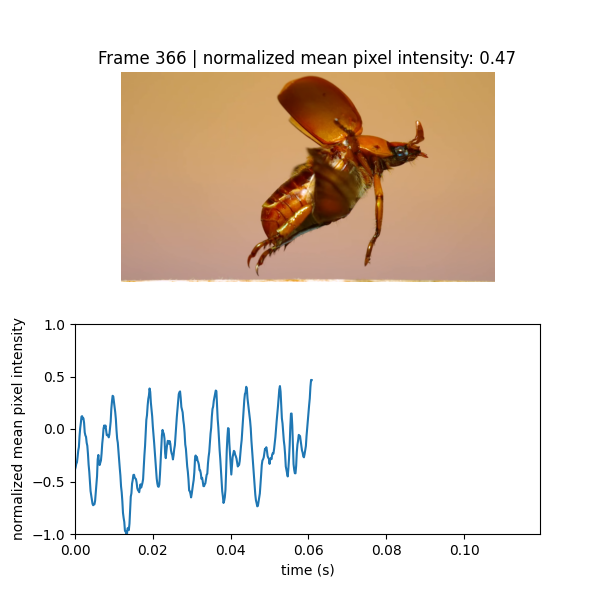 Frame 366 | normalized mean pixel intensity: 0.47
normalized mean pixel intensity
1.0
0.5
0.0
−0.5
−1.0
0.00 0.02 0.04 0.06 0.08 0.10
time (s)